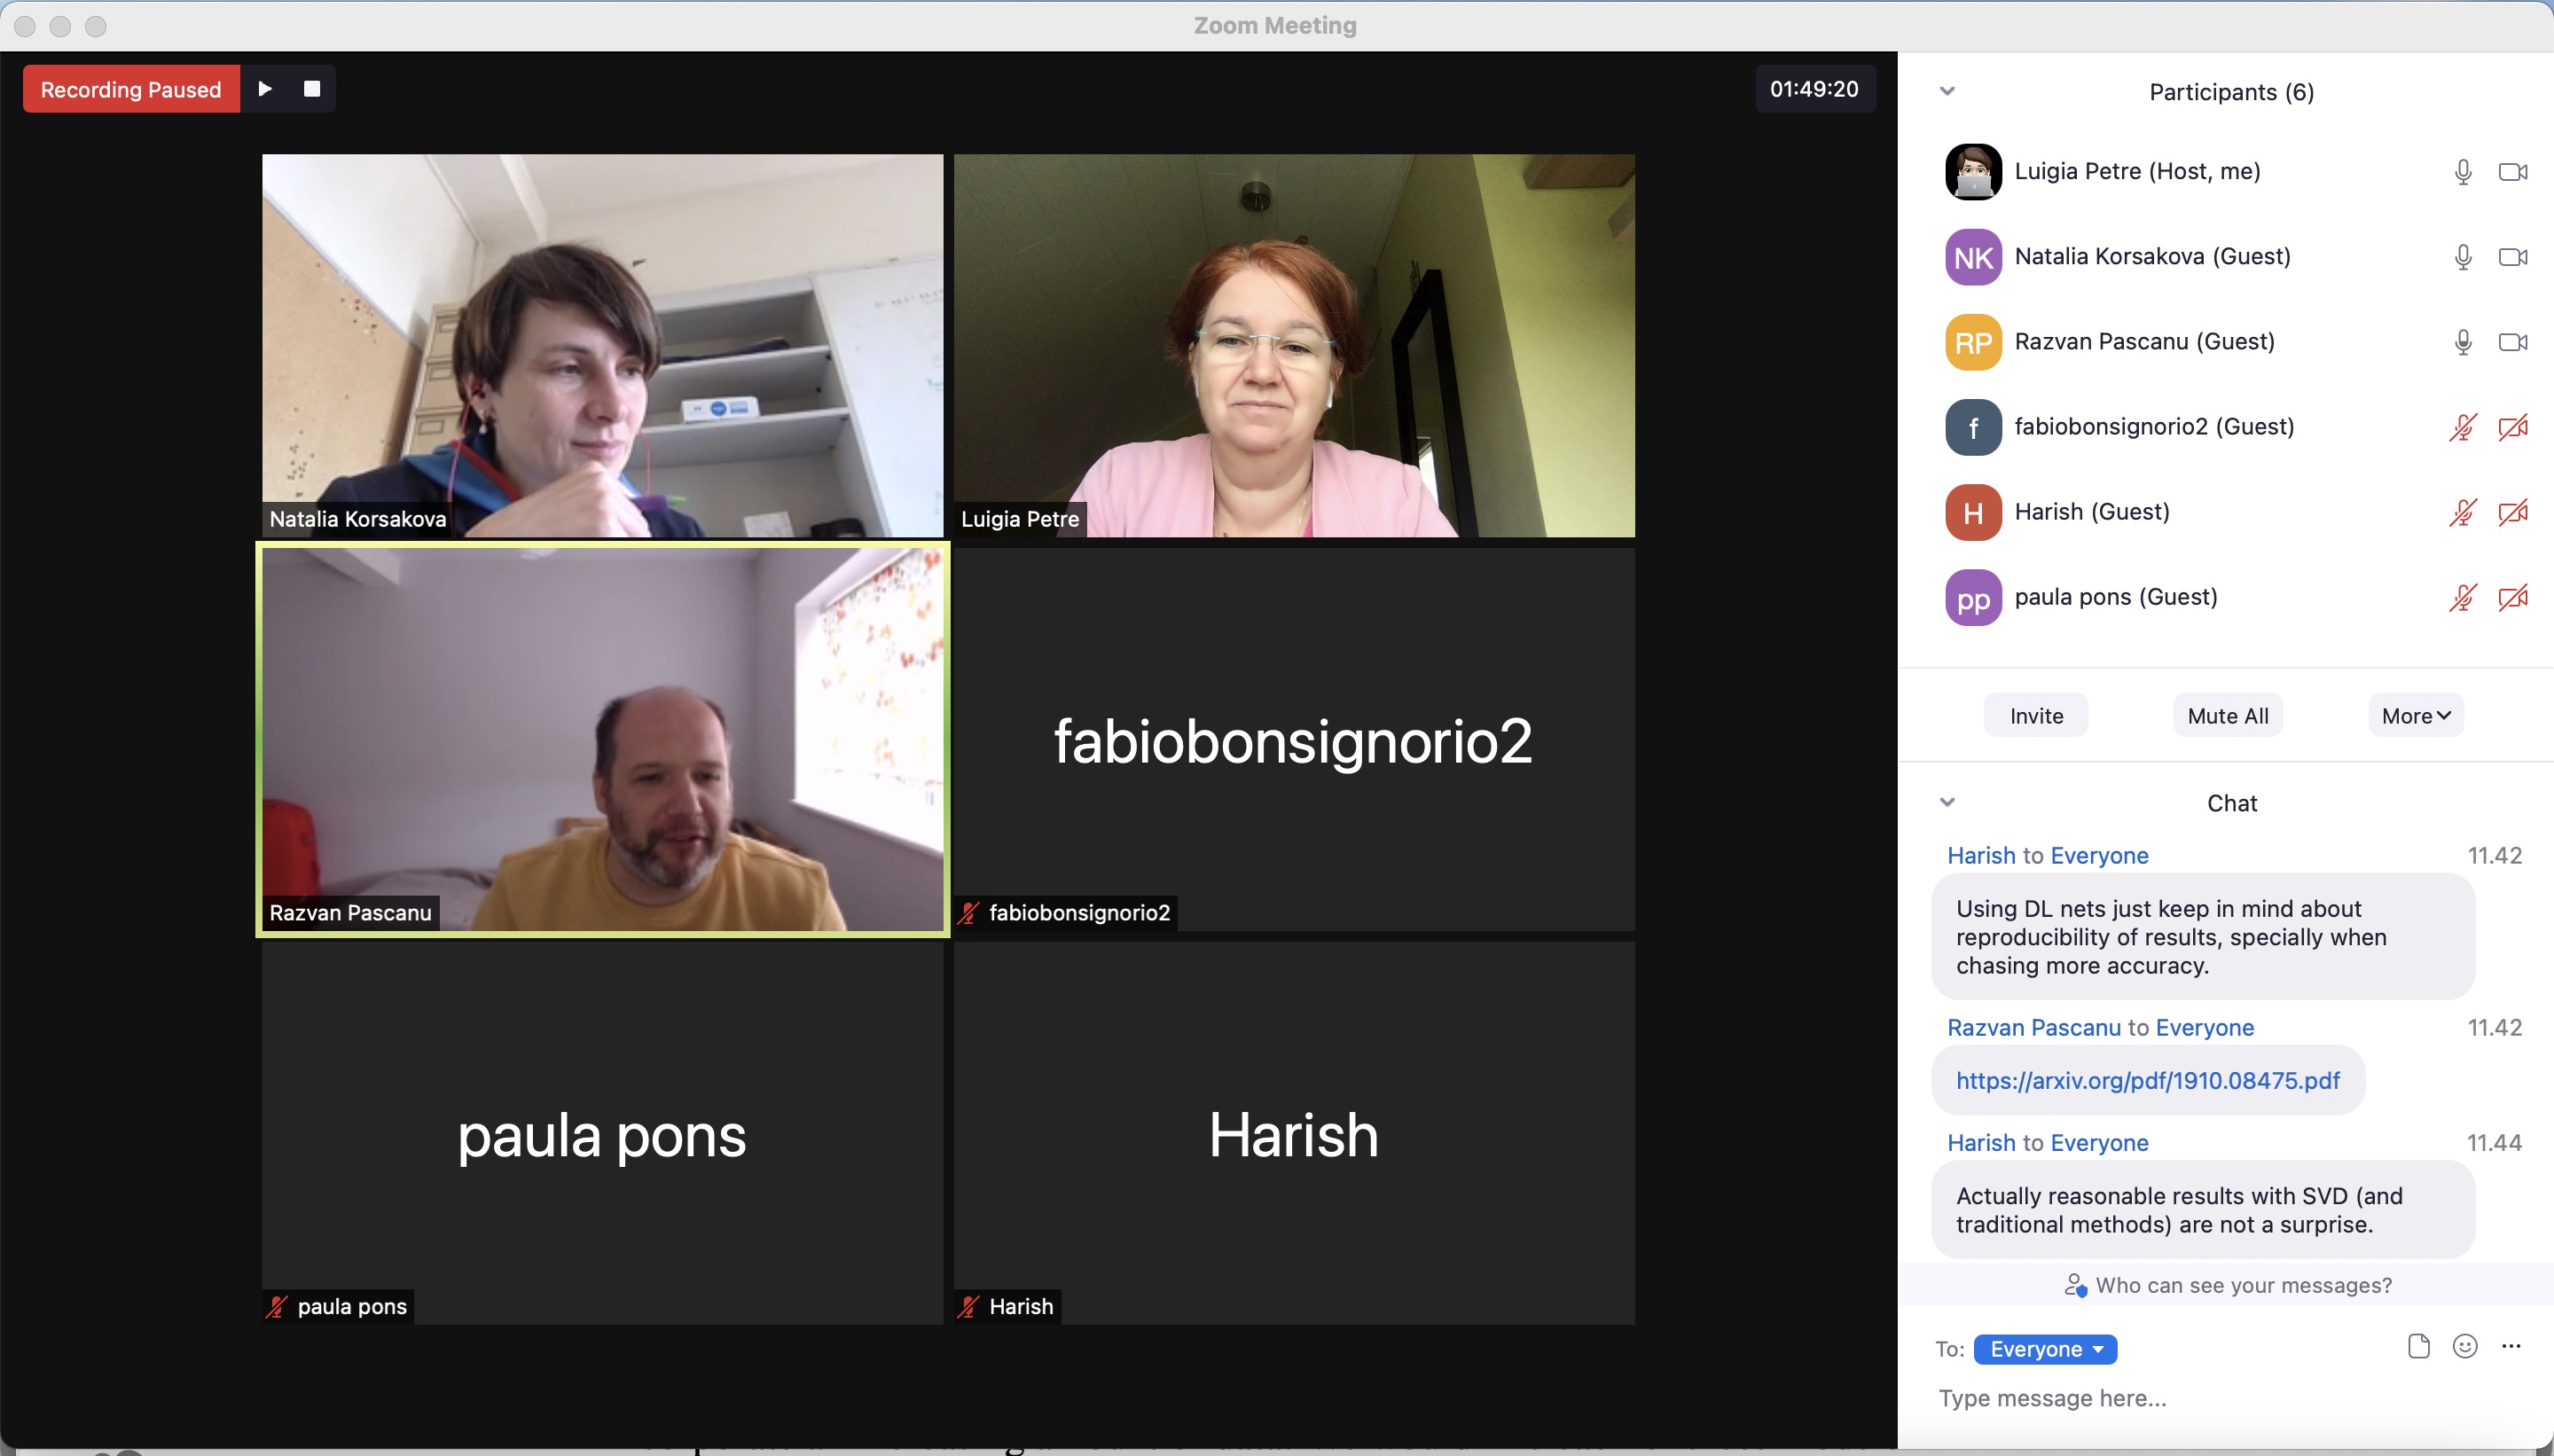 Zoom Meeting
Recording Paused
01:49:20
Natalia Korsakova
Luigia Petre
Razvan Pascanu
fabiobonsignorio2
fabiobonsignorio2
paula pons
paula pons
Harish
Harish
Participants (6)
Luigia Petre (Host, me)
NK Natalia Korsakova (Guest)
RP Razvan Pascanu (Guest)
f fabiobonsignorio2 (Guest)
H Harish (Guest)
pp paula pons (Guest)
Invite Mute All More
Chat
Harish to Everyone 11.42
Using DL nets just keep in mind about
reproducibility of results, specially when
chasing more accuracy.
Razvan Pascanu to Everyone 11.42
https://arxiv.org/pdf/1910.08475.pdf
Harish to Everyone 11.44
Actually reasonable results with SVD (and
traditional methods) are not a surprise.
Who can see your messages?
To: Everyone
Type message here...